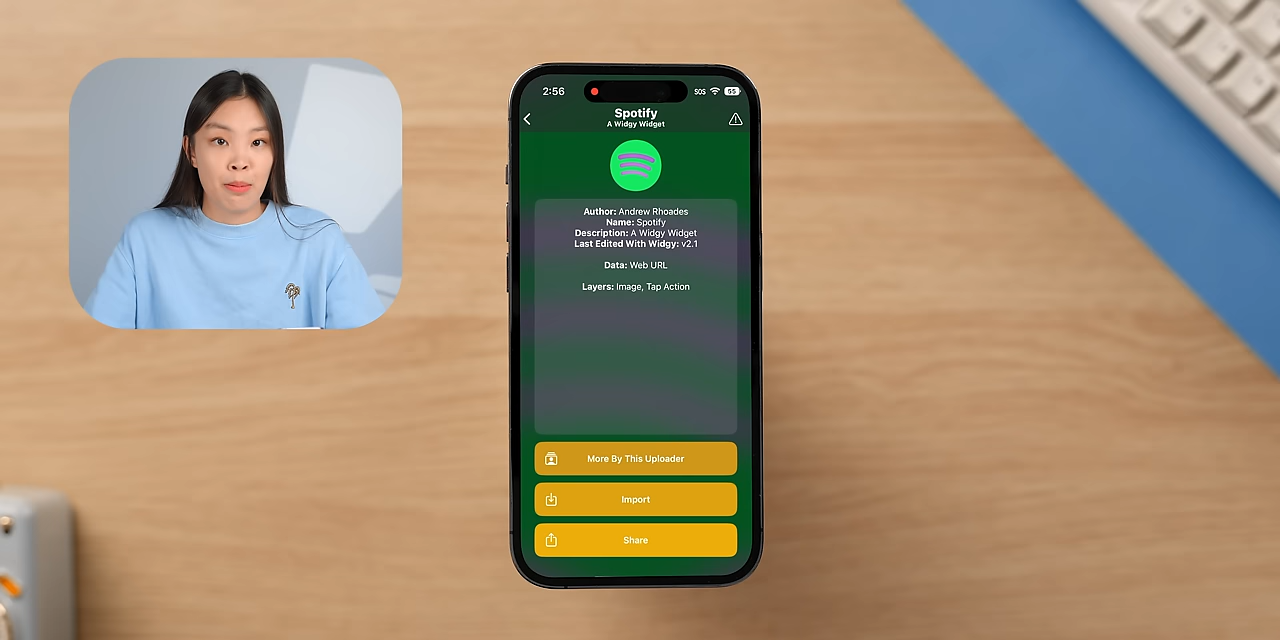 2:56
SOS
55
Spotify
A Widgy Widget
Author: Andrew Rhoades
Name: Spotify
Description: A Widgy Widget
Last Edited With Widgy: v2.1
Data: Web URL
Layers: Image, Tap Action
More By This Uploader
Import
Share